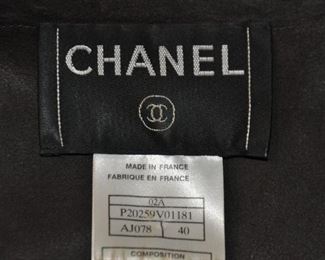 CHANEL
MADE IN FRANCE
FABRIQUE EN FRANCE
02A
P20259V01181
AJ078 40
COMPOSITION